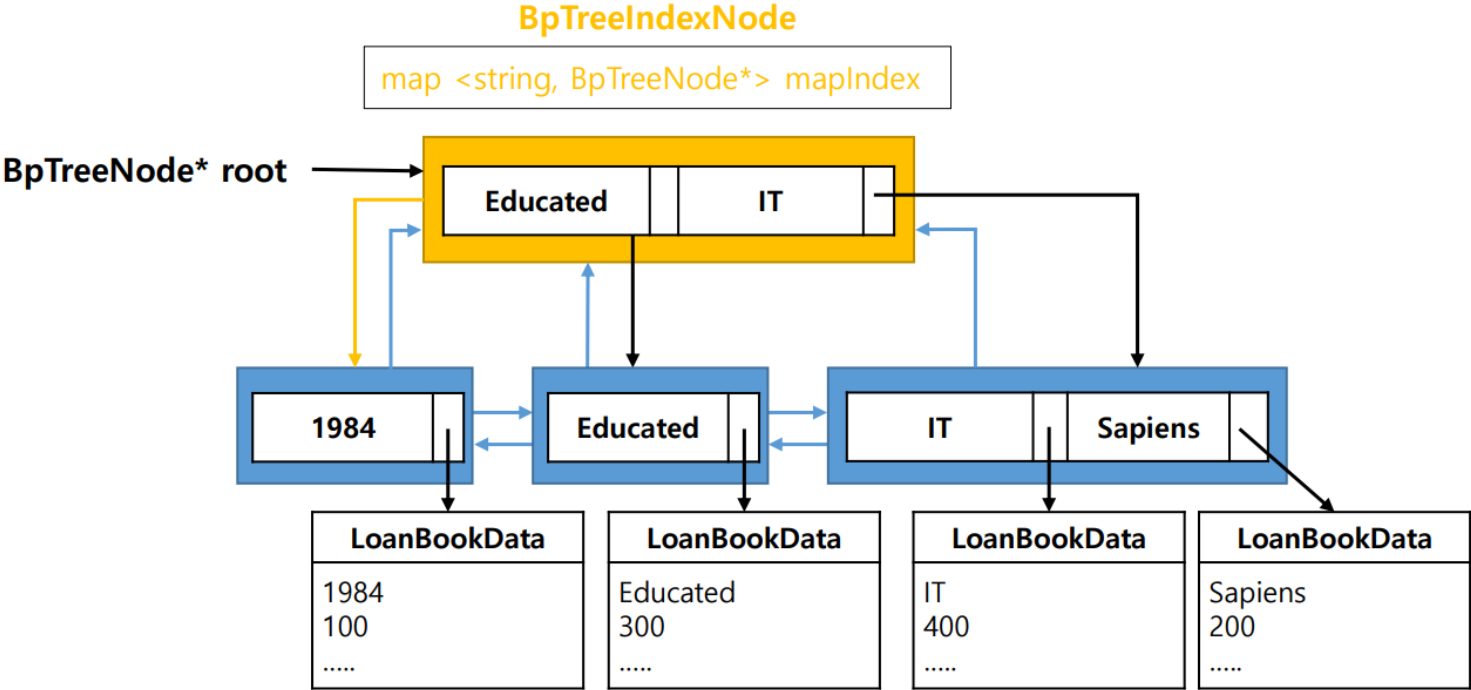 BpTreeIndexNode
map <string, BpTreeNode*> mapIndex
BpTreeNode* root
Educated IT
1984 Educated IT Sapiens
LoanBookData LoanBookData LoanBookData LoanBookData
1984 Educated IT Sapiens
100 300 400 200
..... ..... ..... .....